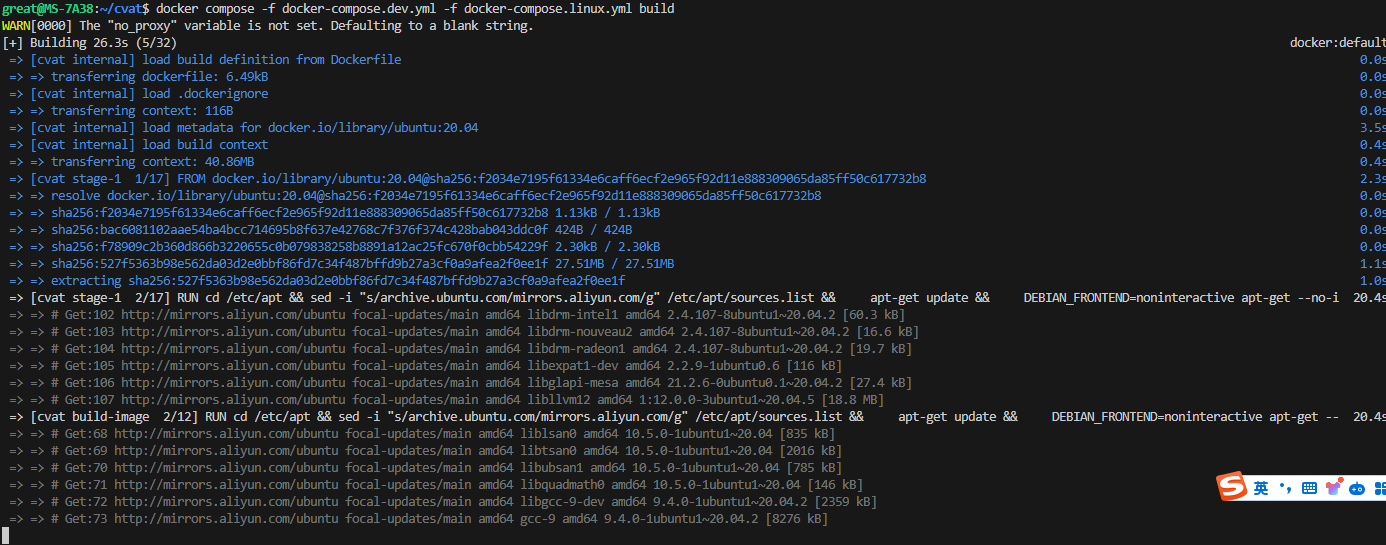 great@MS-7A38:~/cvat$ docker compose -f docker-compose.dev.yml -f docker-compose.linux.yml build
WARN[0000] The "no_proxy" variable is not set. Defaulting to a blank string.
[+] Building 26.3s (5/32) docker:default
=> [cvat internal] load build definition from Dockerfile 0.0s
=> => transferring dockerfile: 6.49kB 0.0s
=> [cvat internal] load .dockerignore 0.0s
=> => transferring context: 116B 0.0s
=> [cvat internal] load metadata for docker.io/library/ubuntu:20.04 3.5s
=> [cvat internal] load build context 0.4s
=> => transferring context: 40.86MB 0.4s
=> [cvat stage-1  1/17] FROM docker.io/library/ubuntu:20.04@sha256:f2034e7195f61334e6caff6ecf2e965f92d11e888309065da85ff50c617732b8 2.3s
=> => resolve docker.io/library/ubuntu:20.04@sha256:f2034e7195f61334e6caff6ecf2e965f92d11e888309065da85ff50c617732b8 0.0s
=> => sha256:f2034e7195f61334e6caff6ecf2e965f92d11e888309065da85ff50c617732b8 1.13kB / 1.13kB 0.0s
=> => sha256:bac6081102aae54ba4bcc714695b8f637e42768c7f376f374c428bab043ddc0f 424B / 424B 0.0s
=> => sha256:f78909c2b360d866b3220655c0b079838258b8891a12ac25fc670f0cbb54229f 2.30kB / 2.30kB 0.0s
=> => sha256:527f5363b98e562da03d2e0bbf86fd7c34f487bffd9b27a3cf0a9afea2f0ee1f 27.51MB / 27.51MB 1.1s
=> => extracting sha256:527f5363b98e562da03d2e0bbf86fd7c34f487bffd9b27a3cf0a9afea2f0ee1f 1.0s
=> [cvat stage-1  2/17] RUN cd /etc/apt && sed -i "s/archive.ubuntu.com/mirrors.aliyun.com/g" /etc/apt/sources.list &&     apt-get update &&     DEBIAN_FRONTEND=noninteractive apt-get --no-i  20.4s
=> => # Get:102 http://mirrors.aliyun.com/ubuntu focal-updates/main amd64 libdrm-intel1 amd64 2.4.107-8ubuntu1~20.04.2 [60.3 kB]
=> => # Get:103 http://mirrors.aliyun.com/ubuntu focal-updates/main amd64 libdrm-nouveau2 amd64 2.4.107-8ubuntu1~20.04.2 [16.6 kB]
=> => # Get:104 http://mirrors.aliyun.com/ubuntu focal-updates/main amd64 libdrm-radeon1 amd64 2.4.107-8ubuntu1~20.04.2 [19.7 kB]
=> => # Get:105 http://mirrors.aliyun.com/ubuntu focal-updates/main amd64 libexpat1-dev amd64 2.2.9-1ubuntu0.6 [116 kB]
=> => # Get:106 http://mirrors.aliyun.com/ubuntu focal-updates/main amd64 libglapi-mesa amd64 21.2.6-0ubuntu0.1~20.04.2 [27.4 kB]
=> => # Get:107 http://mirrors.aliyun.com/ubuntu focal-updates/main amd64 libllvm12 amd64 1:12.0.0-3ubuntu1~20.04.5 [18.8 MB]
=> [cvat build-image  2/12] RUN cd /etc/apt && sed -i "s/archive.ubuntu.com/mirrors.aliyun.com/g" /etc/apt/sources.list &&     apt-get update &&     DEBIAN_FRONTEND=noninteractive apt-get --  20.4s
=> => # Get:68 http://mirrors.aliyun.com/ubuntu focal-updates/main amd64 liblsan0 amd64 10.5.0-1ubuntu1~20.04 [835 kB]
=> => # Get:69 http://mirrors.aliyun.com/ubuntu focal-updates/main amd64 libtsan0 amd64 10.5.0-1ubuntu1~20.04 [2016 kB]
=> => # Get:70 http://mirrors.aliyun.com/ubuntu focal-updates/main amd64 libubsan1 amd64 10.5.0-1ubuntu1~20.04 [785 kB]
=> => # Get:71 http://mirrors.aliyun.com/ubuntu focal-updates/main amd64 libquadmath0 amd64 10.5.0-1ubuntu1~20.04 [146 kB]
=> => # Get:72 http://mirrors.aliyun.com/ubuntu focal-updates/main amd64 libgcc-9-dev amd64 9.4.0-1ubuntu1~20.04.2 [2359 kB]
=> => # Get:73 http://mirrors.aliyun.com/ubuntu focal-updates/main amd64 gcc-9 amd64 9.4.0-1ubuntu1~20.04.2 [8276 kB]
S 英